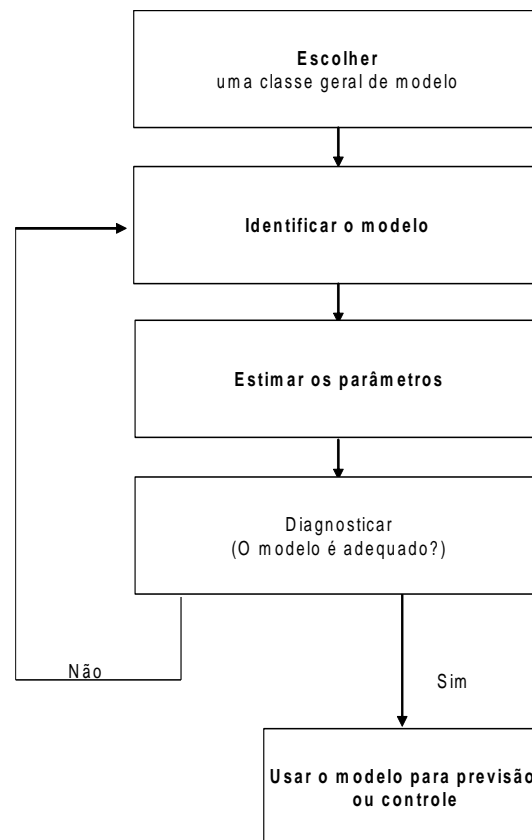 Escolher
uma classe geral de modelo
Identificar o modelo
Estimar os parâmetros
Diagnosticar
(O modelo é adequado?)
Não
Sim
Usar o modelo para previsão
ou controle